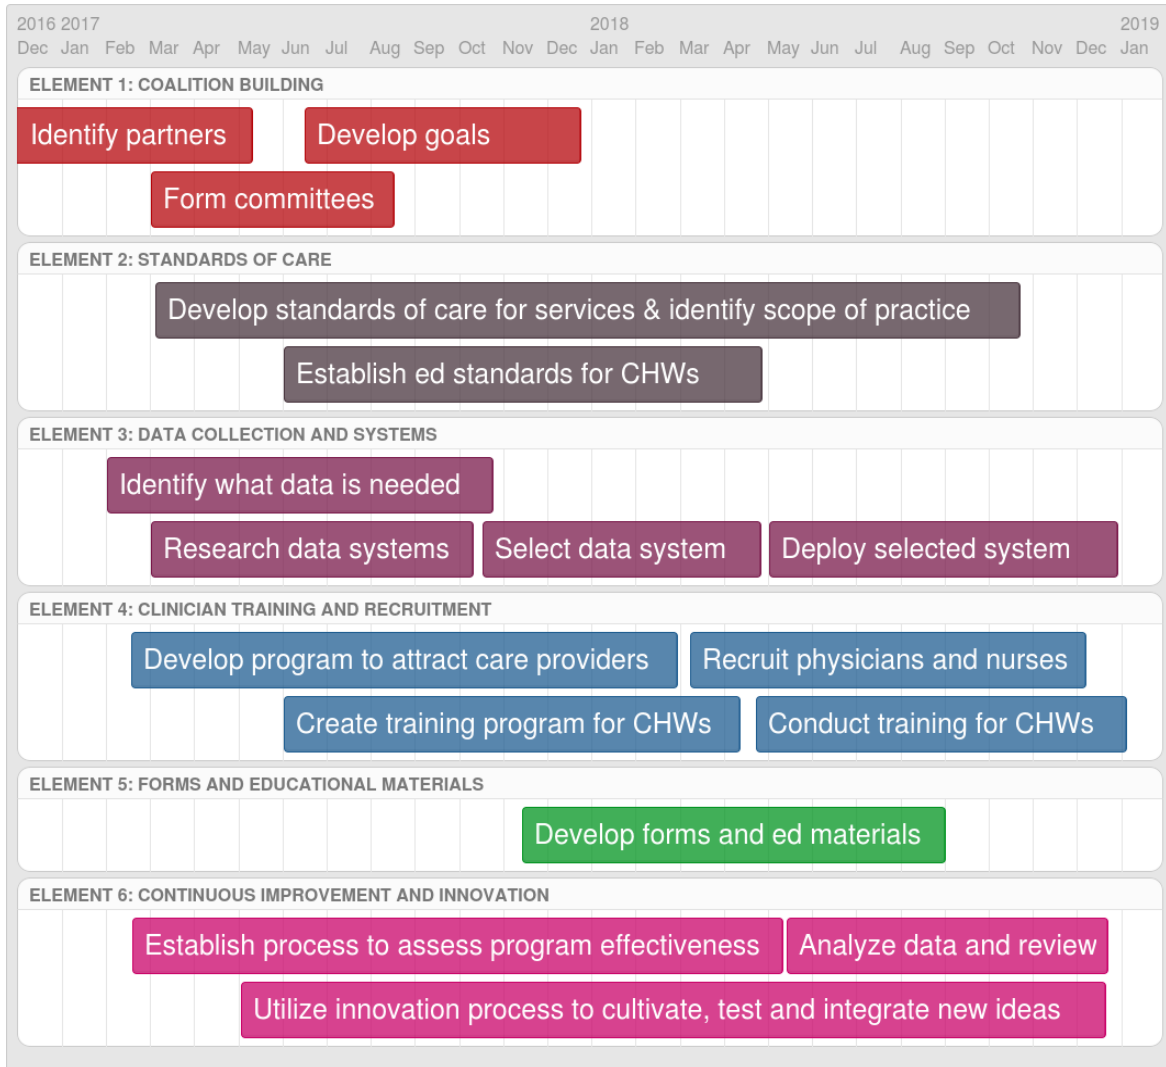 2016 2017 2018 2019
Dec Jan Feb Mar Apr May Jun Jul Aug Sep Oct Nov Dec Jan Feb Mar Apr May Jun Jul Aug Sep Oct Nov Dec Jan
ELEMENT 1: COALITION BUILDING
Identify partners
Develop goals
Form committees
ELEMENT 2: STANDARDS OF CARE
Develop standards of care for services & identify scope of practice
Establish ed standards for CHWs
ELEMENT 3: DATA COLLECTION AND SYSTEMS
Identify what data is needed
Research data systems
Select data system
Deploy selected system
ELEMENT 4: CLINICIAN TRAINING AND RECRUITMENT
Develop program to attract care providers
Recruit physicians and nurses
Create training program for CHWs
Conduct training for CHWs
ELEMENT 5: FORMS AND EDUCATIONAL MATERIALS
Develop forms and ed materials
ELEMENT 6: CONTINUOUS IMPROVEMENT AND INNOVATION
Establish process to assess program effectiveness
Analyze data and review
Utilize innovation process to cultivate, test and integrate new ideas